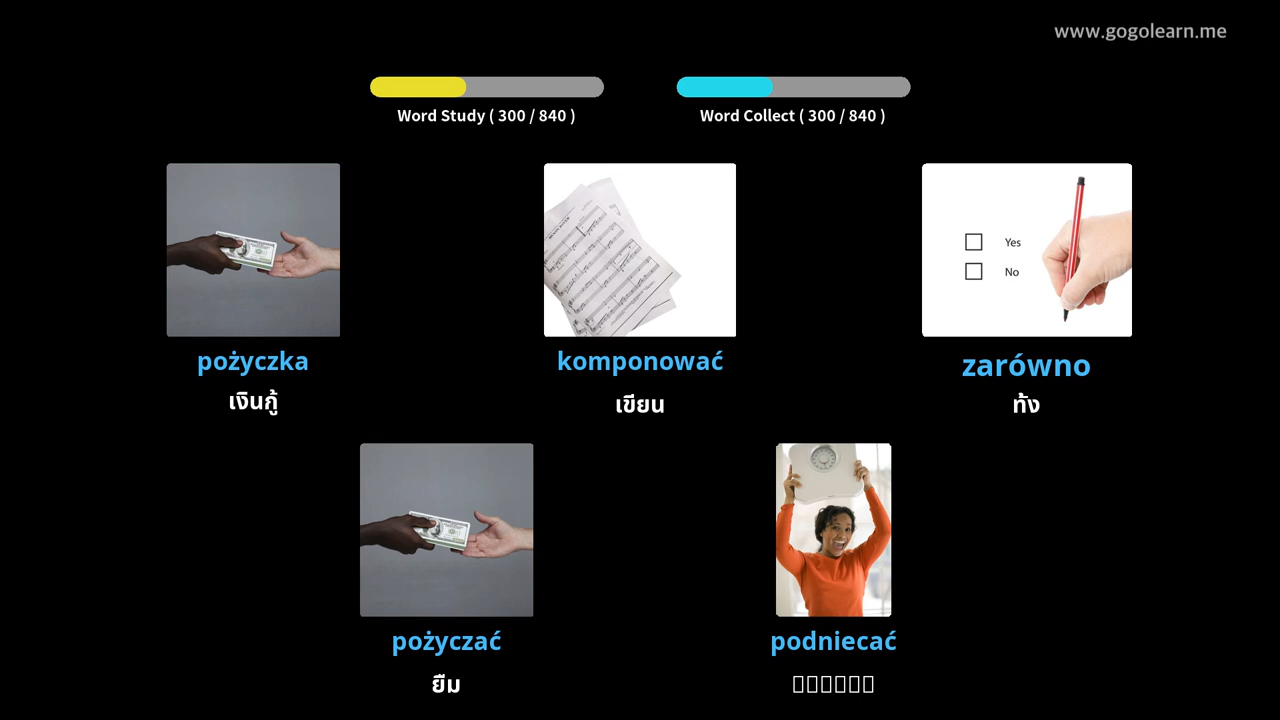 www.gogolearn.me
Word Study ( 300 / 840 )
Word Collect ( 300 / 840 )
Yes
No
pożyczka
komponować
zarówno
เงินกู้
เขียน
ทั้ง
pożyczać
podniecać
ยืม